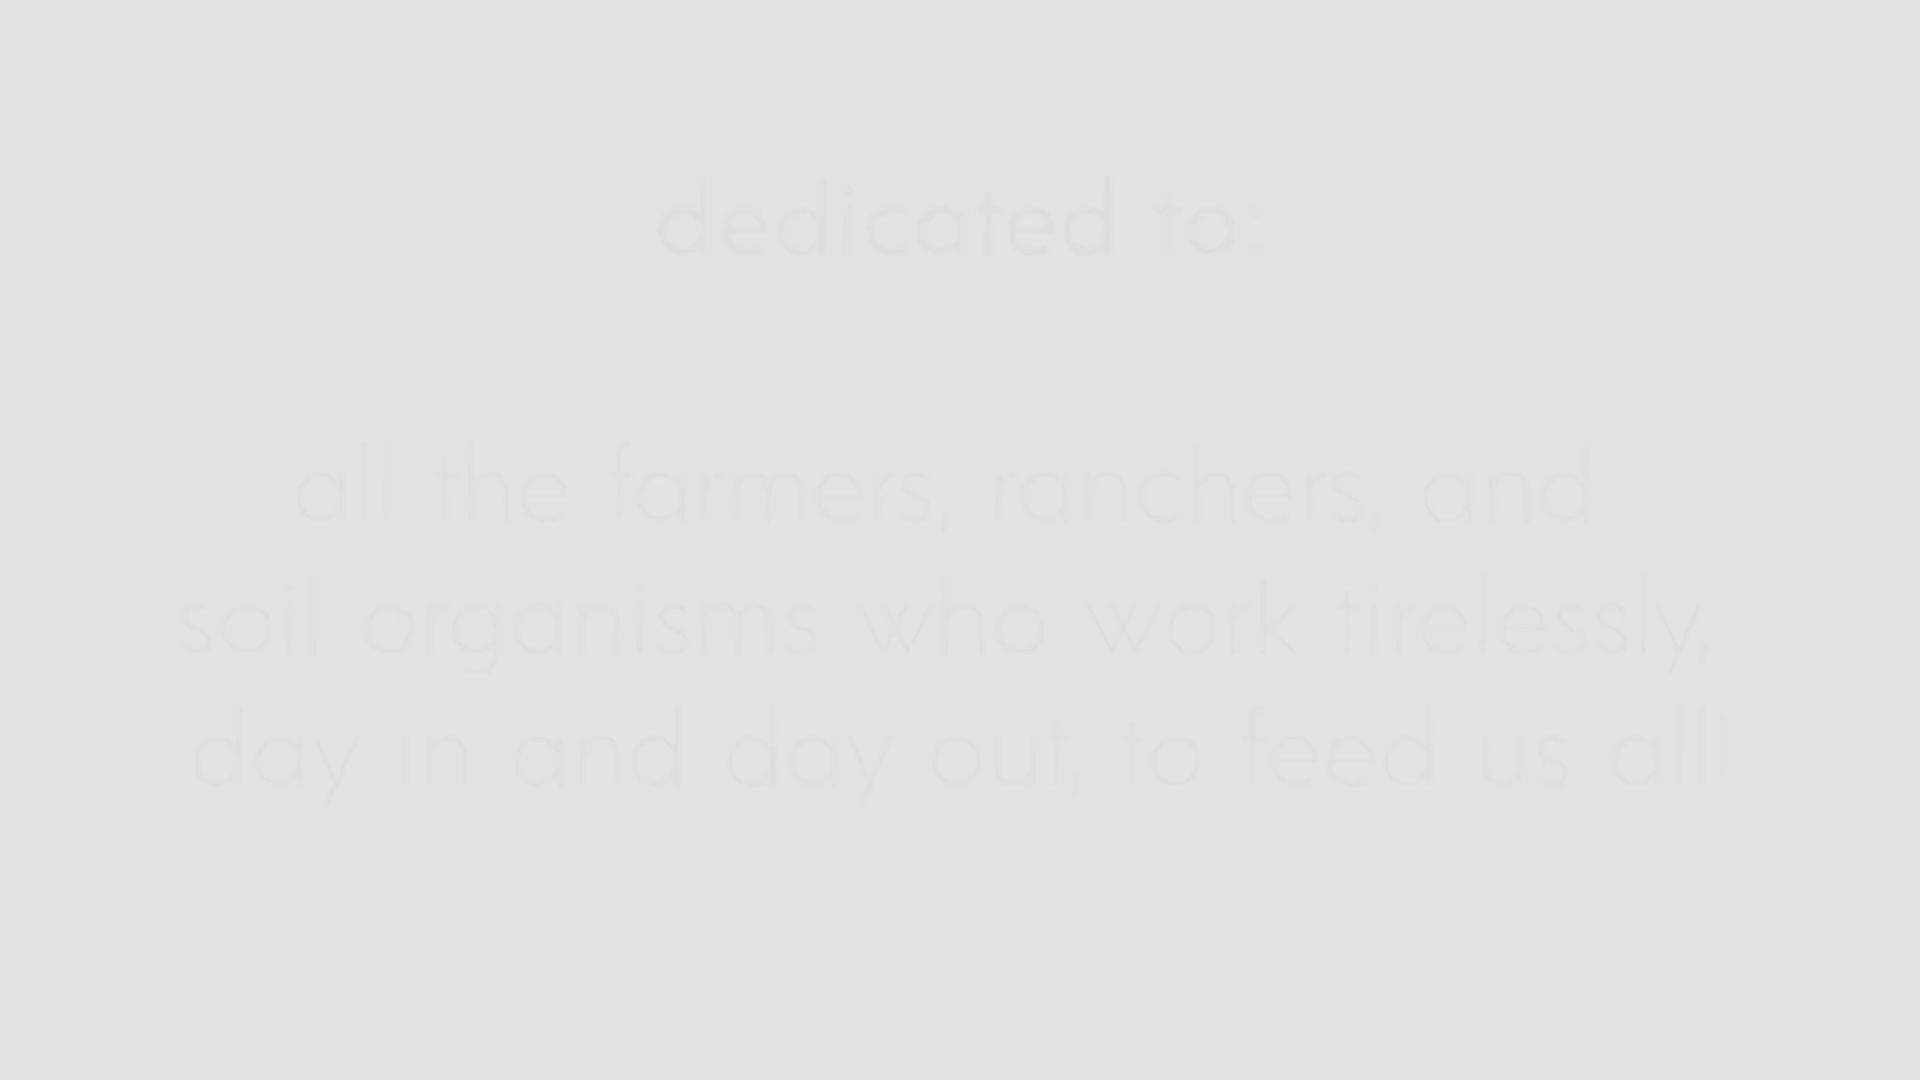 dedicated to:
all the farmers, ranchers, and
soil organisms who work tirelessly,
day in and day out, to feed us all!